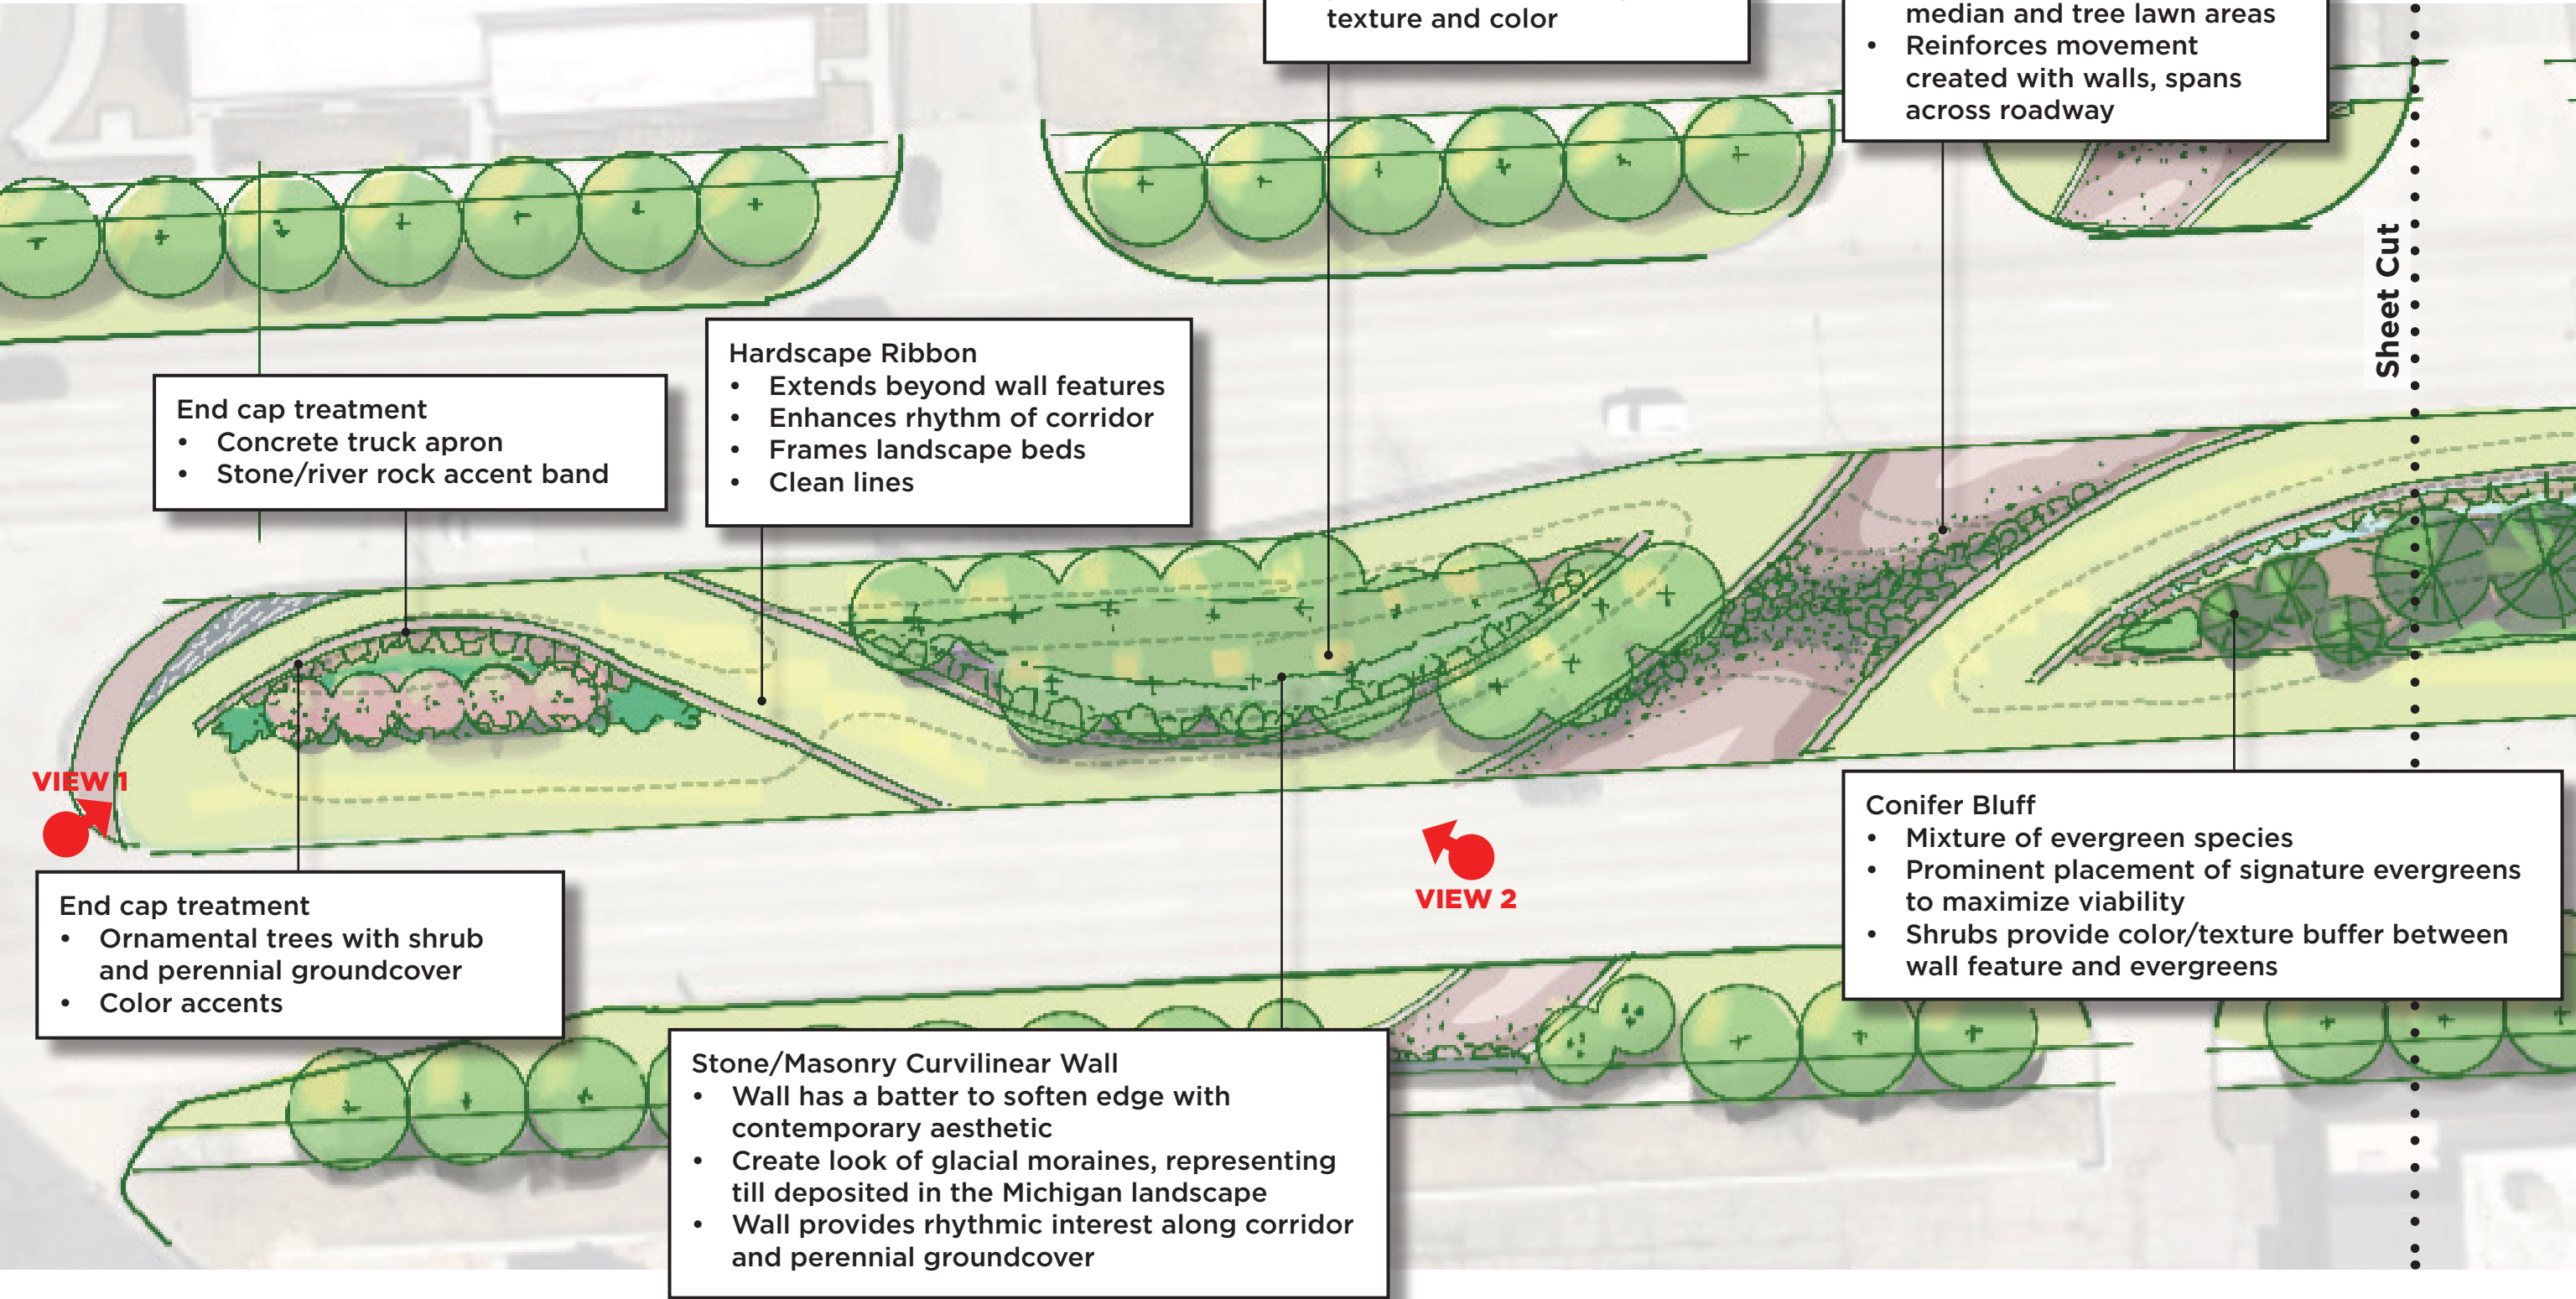 texture and color
median and tree lawn areas
• Reinforces movement
created with walls, spans
across roadway
Sheet Cut
Hardscape Ribbon
• Extends beyond wall features
• Enhances rhythm of corridor
• Frames landscape beds
• Clean lines
End cap treatment
• Concrete truck apron
• Stone/river rock accent band
VIEW 1
VIEW 2
End cap treatment
• Ornamental trees with shrub
and perennial groundcover
• Color accents
Conifer Bluff
• Mixture of evergreen species
• Prominent placement of signature evergreens
to maximize viability
• Shrubs provide color/texture buffer between
wall feature and evergreens
Stone/Masonry Curvilinear Wall
• Wall has a batter to soften edge with
contemporary aesthetic
• Create look of glacial moraines, representing
till deposited in the Michigan landscape
• Wall provides rhythmic interest along corridor
and perennial groundcover